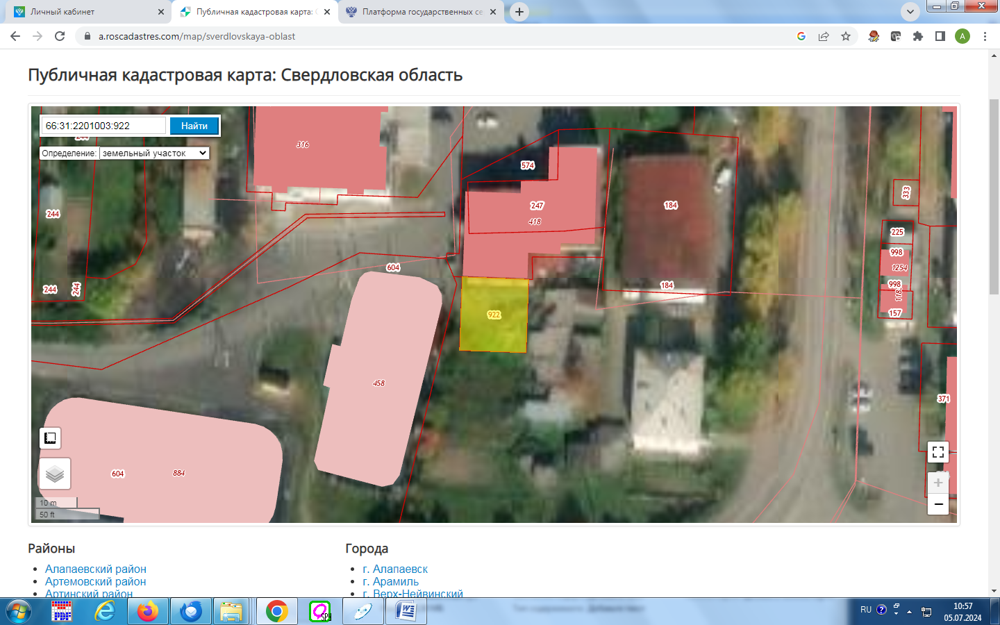 Личный кабинет
Публичная кадастровая карта: С
Платформа государственных се
a.roscadastres.com/map/sverdlovskaya-oblast
A
Публичная кадастровая карта: Свердловская область
66:31:2201003:922
Найти
Определение:
земельный участок
316
574
247
418
184
184
333
225
998
1254
998
118
157
371
244
244
244
604
922
458
604
884
10 m
50 ft
Районы
Алапаевский район
Артемовский район
Артинский район
Города
г. Алапаевск
г. Арамиль
г. Верх-Нейвинский
RU
10:57
05.07.2024